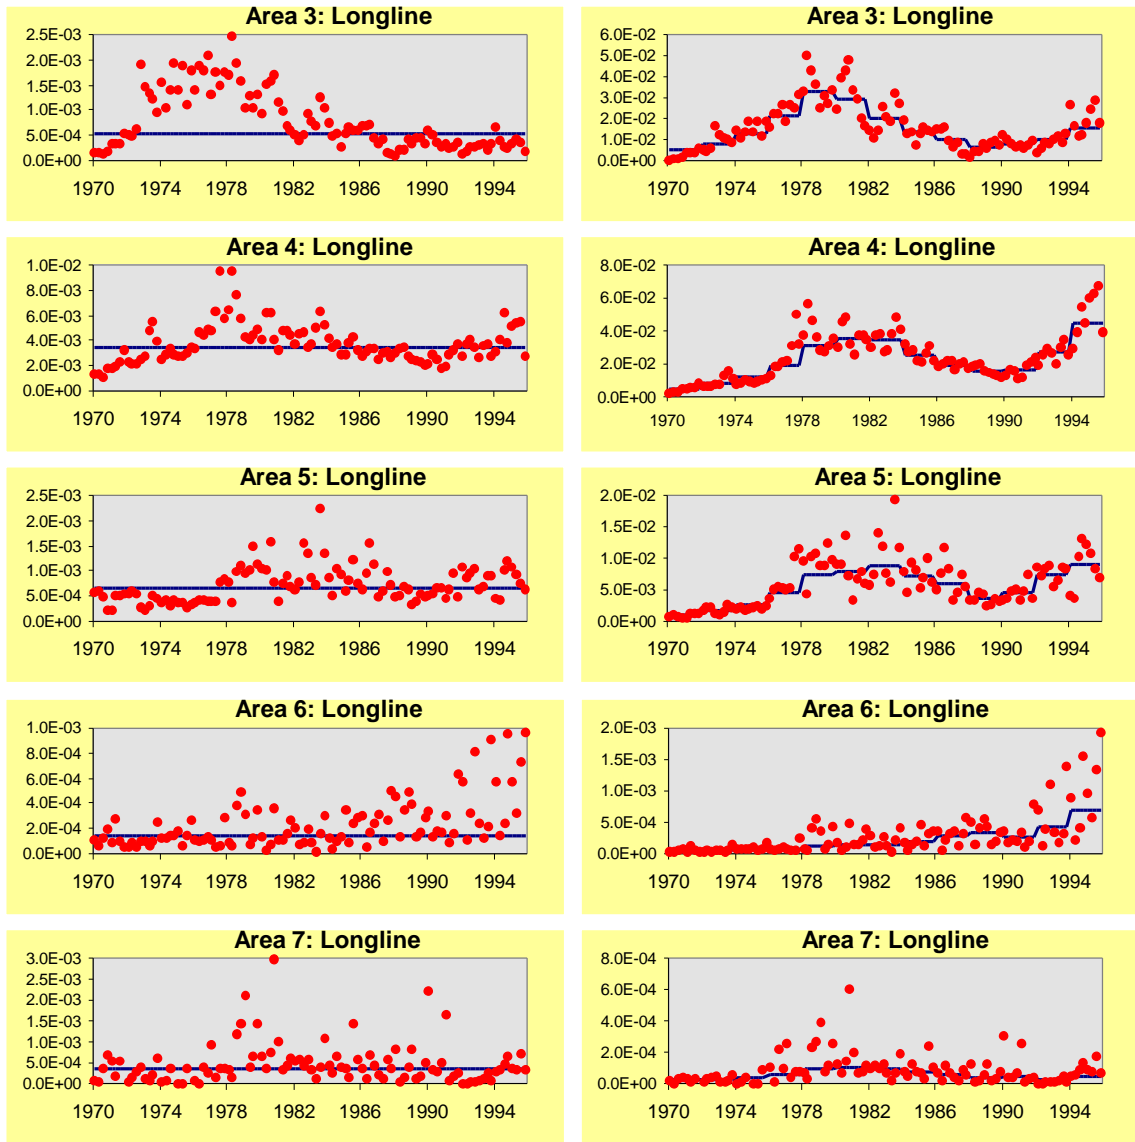 Area 3: Longline
2.5E-03
2.0E-03
1.5E-03
1.0E-03
5.0E-04
0.0E+00
1970 1974 1978 1982 1986 1990 1994
Area 3: Longline
6.0E-02
5.0E-02
4.0E-02
3.0E-02
2.0E-02
1.0E-02
0.0E+00
1970 1974 1978 1982 1986 1990 1994
Area 4: Longline
1.0E-02
8.0E-03
6.0E-03
4.0E-03
2.0E-03
0.0E+00
1970 1974 1978 1982 1986 1990 1994
Area 4: Longline
8.0E-02
6.0E-02
4.0E-02
2.0E-02
0.0E+00
1970 1974 1978 1982 1986 1990 1994
Area 5: Longline
2.5E-03
2.0E-03
1.5E-03
1.0E-03
5.0E-04
0.0E+00
1970 1974 1978 1982 1986 1990 1994
Area 5: Longline
2.0E-02
1.5E-02
1.0E-02
5.0E-03
0.0E+00
1970 1974 1978 1982 1986 1990 1994
Area 6: Longline
1.0E-03
8.0E-04
6.0E-04
4.0E-04
2.0E-04
0.0E+00
1970 1974 1978 1982 1986 1990 1994
Area 6: Longline
2.0E-03
1.5E-03
1.0E-03
5.0E-04
0.0E+00
1970 1974 1978 1982 1986 1990 1994
Area 7: Longline
3.0E-03
2.5E-03
2.0E-03
1.5E-03
1.0E-03
5.0E-04
0.0E+00
1970 1974 1978 1982 1986 1990 1994
Area 7: Longline
8.0E-04
6.0E-04
4.0E-04
2.0E-04
0.0E+00
1970 1974 1978 1982 1986 1990 1994